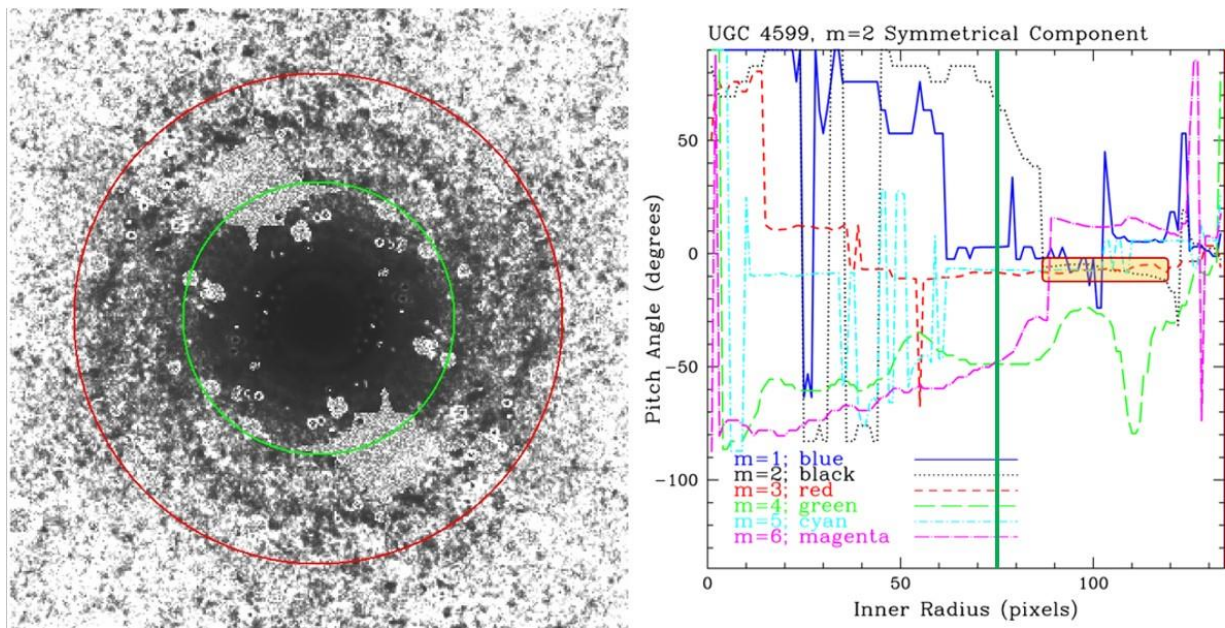 UGC 4599, m=2 Symmetrical Component
50
0
−50
−100
Pitch Angle (degrees)
m=1; blue
m=2; black
m=3; red
m=4; green
m=5; cyan
m=6; magenta
0 50 100
Inner Radius (pixels)